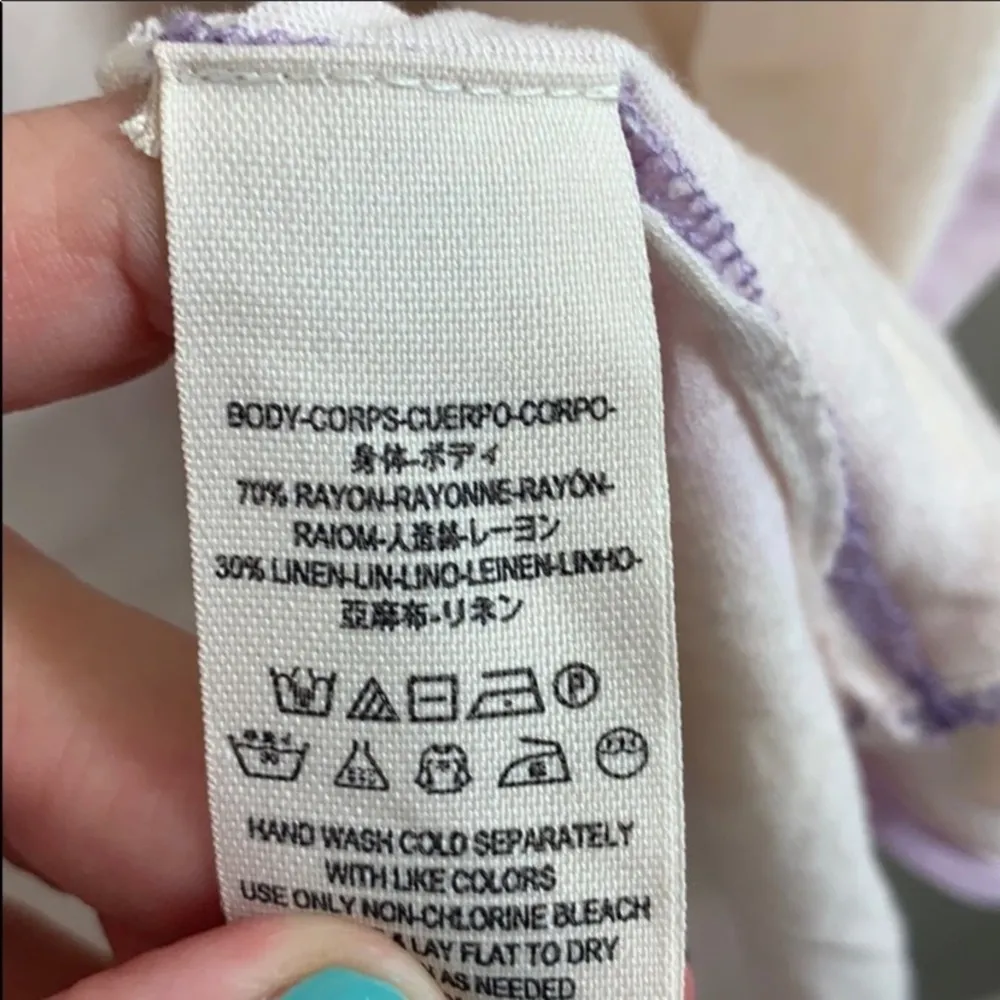 BODY-CORPS-CUERPO-CORPO-
身体-ボディ
70% RAYON-RAYONNE-RAYÓN-
RAIOM-人造絲-レーヨン
30% LINEN-LIN-LINO-LEINEN-LINHO-
亞麻布-リネン
P
HAND WASH COLD SEPARATELY
WITH LIKE COLORS
USE ONLY NON-CHLORINE BLEACH
LAY FLAT TO DRY
AS NEEDED